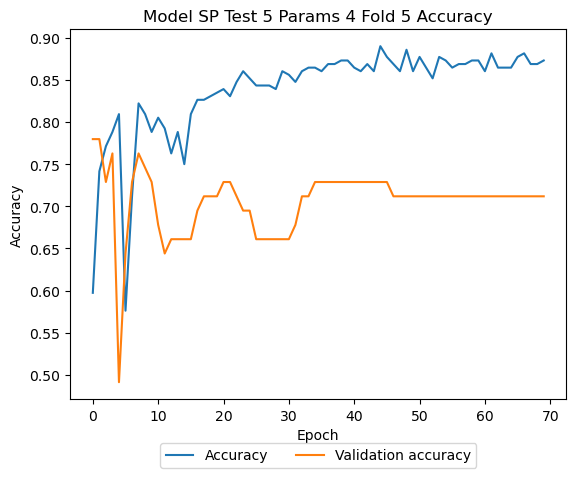 Model SP Test 5 Params 4 Fold 5 Accuracy
0.90
0.85
0.80
0.75
0.70
0.65
0.60
0.55
0.50
Accuracy
0 10 20 30 40 50 60 70
Epoch
Accuracy Validation accuracy